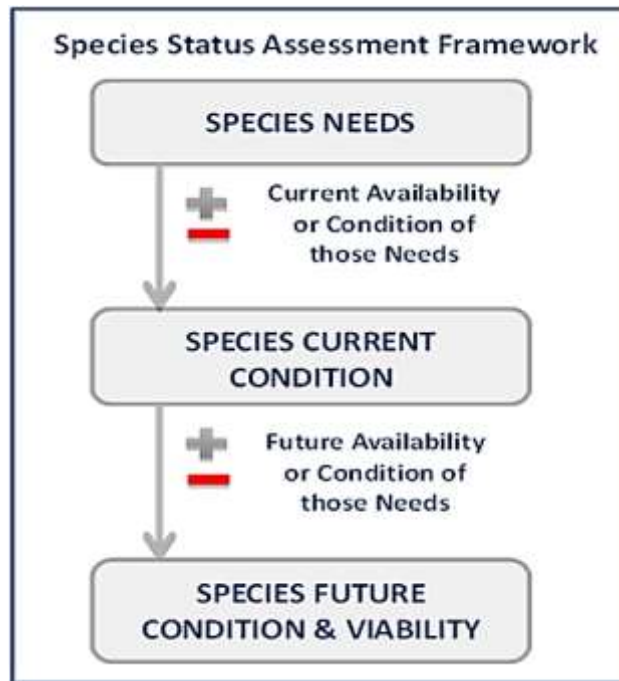 Species Status Assessment Framework
SPECIES NEEDS
Current Availability
or Condition of
those Needs
SPECIES CURRENT
CONDITION
Future Availability
or Condition of
those Needs
SPECIES FUTURE
CONDITION & VIABILITY